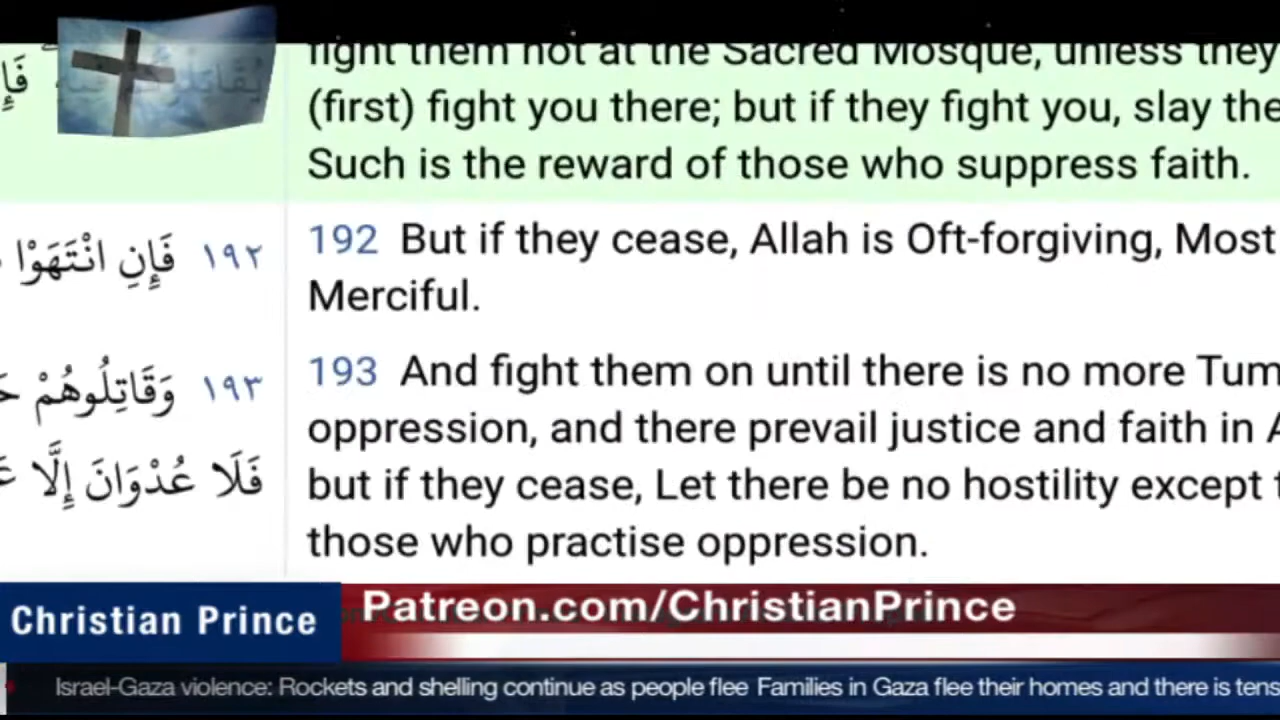 fight them not at the Sacred Mosque, unless they
(first) fight you there; but if they fight you, slay the
Such is the reward of those who suppress faith.
١٩٢ فَإِنِ انْتَهَوْا
192 But if they cease, Allah is Oft-forgiving, Most
Merciful.
١٩٣ وَقَاتِلُوهُمْ
193 And fight them on until there is no more Tum
oppression, and there prevail justice and faith in A
فَلَا عُدْوَانَ إِلَّا
but if they cease, Let there be no hostility except
those who practise oppression.
Christian Prince
Patreon.com/ChristianPrince
Israel-Gaza violence: Rockets and shelling continue as people flee Families in Gaza flee their homes and there is tens